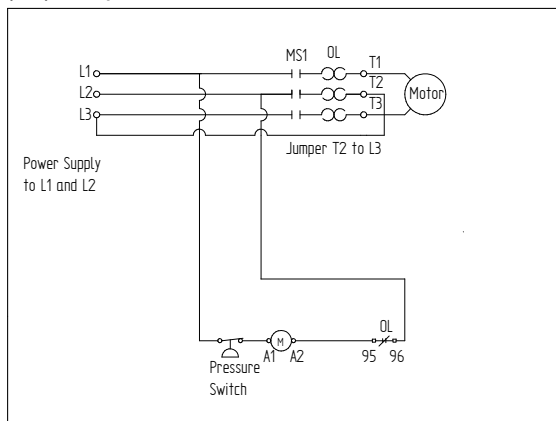 MS1 OL
L1 T1
L2 T2
Motor
L3 T3
Jumper T2 to L3
Power Supply
to L1 and L2
OL
M
A1 A2 95 96
Pressure
Switch